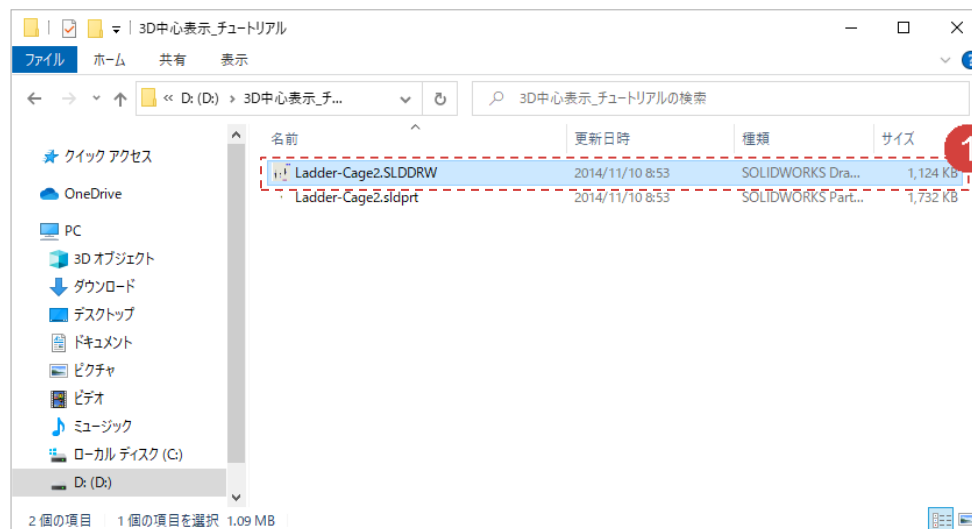 3D中心表示_チュートリアル
ファイル ホーム 共有 表示
« D: (D:) › 3D中心表示_チ... 3D中心表示_チュートリアルの検索
名前 更新日時 種類 サイズ
1
クイック アクセス
Ladder-Cage2.SLDDRW 2014/11/10 8:53 SOLIDWORKS Dra... 1,124 KB
Ladder-Cage2.sldprt 2014/11/10 8:53 SOLIDWORKS Part... 1,732 KB
OneDrive
PC
3D オブジェクト
ダウンロード
デスクトップ
ドキュメント
ピクチャ
ビデオ
ミュージック
ローカル ディスク (C:)
D: (D:)
2 個の項目 1 個の項目を選択 1.09 MB